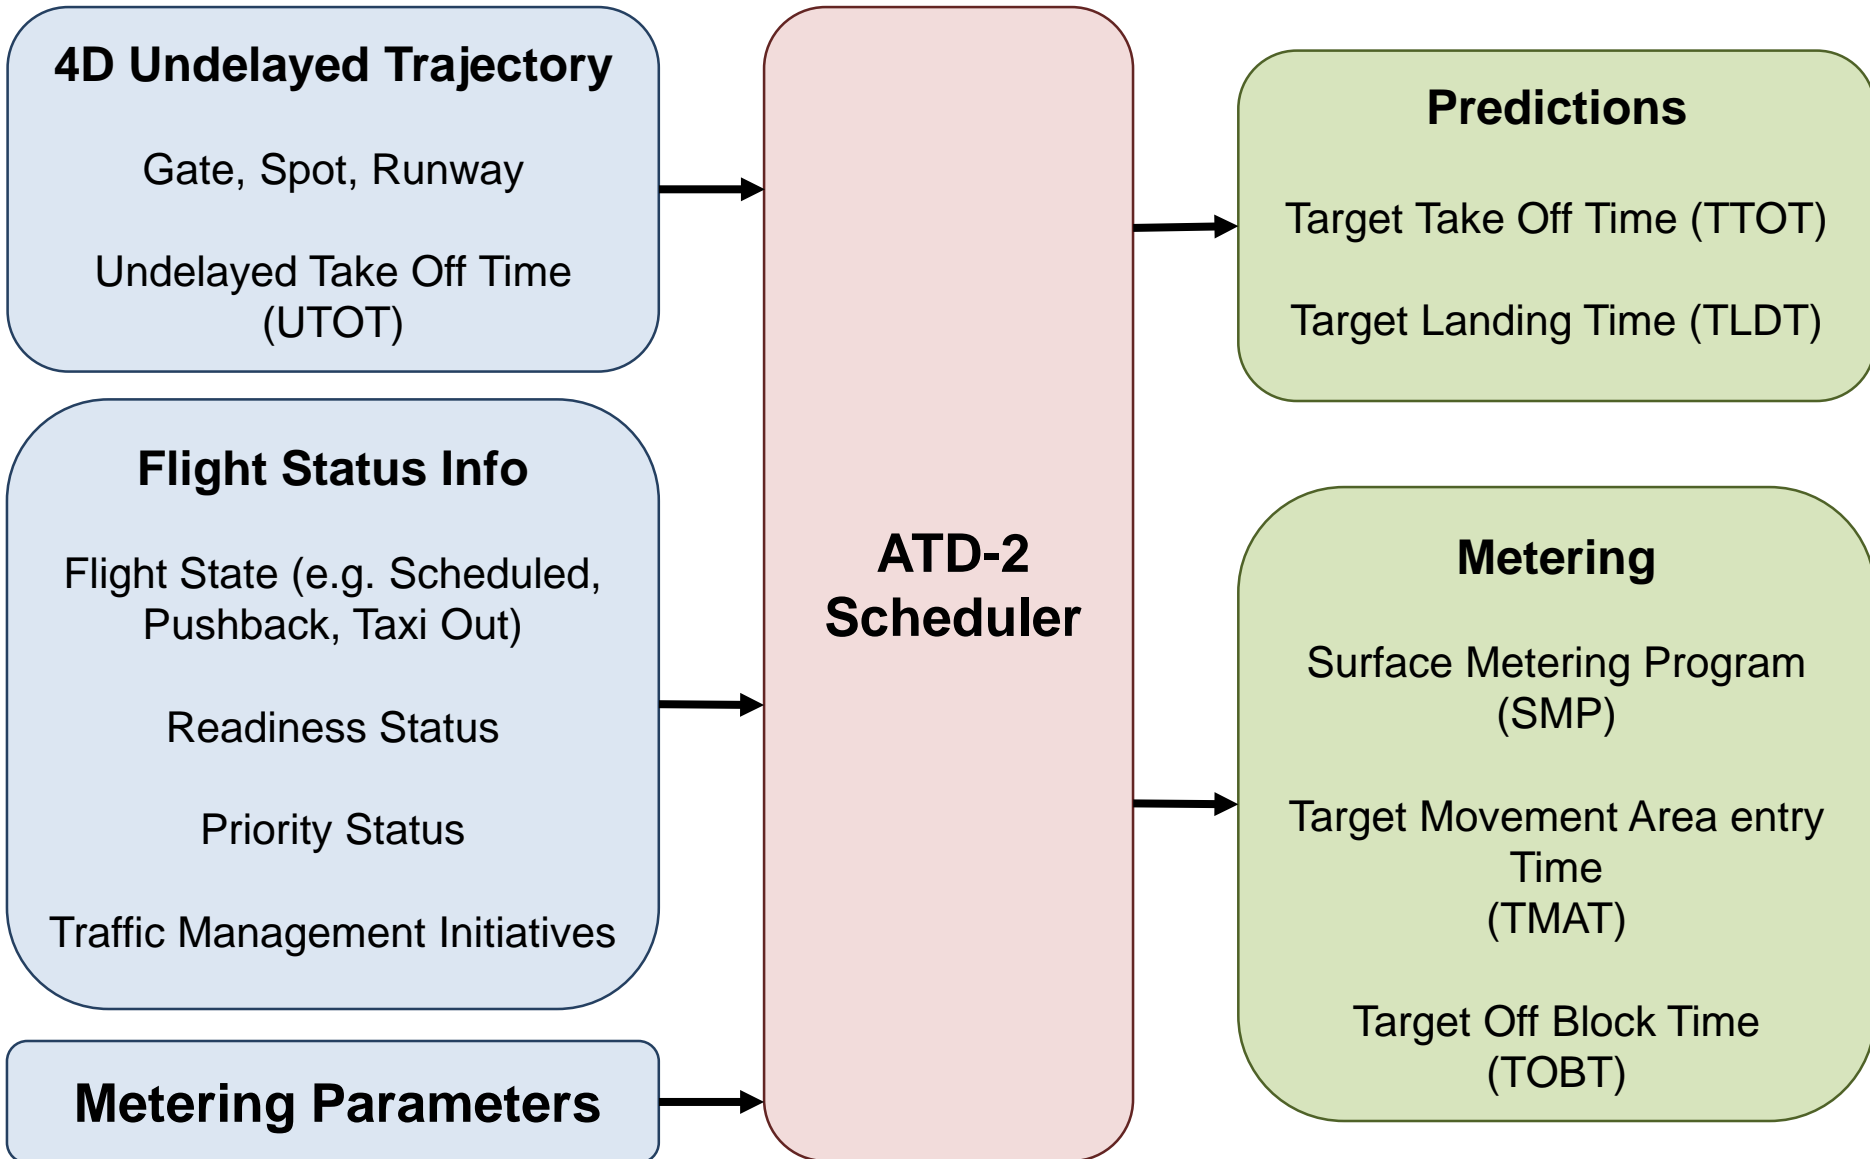 4D Undelayed Trajectory
Gate, Spot, Runway
Undelayed Take Off Time
(UTOT)
Flight Status Info
Flight State (e.g. Scheduled,
Pushback, Taxi Out)
Readiness Status
Priority Status
Traffic Management Initiatives
Metering Parameters
ATD-2
Scheduler
Predictions
Target Take Off Time (TTOT)
Target Landing Time (TLDT)
Metering
Surface Metering Program
(SMP)
Target Movement Area entry
Time
(TMAT)
Target Off Block Time
(TOBT)